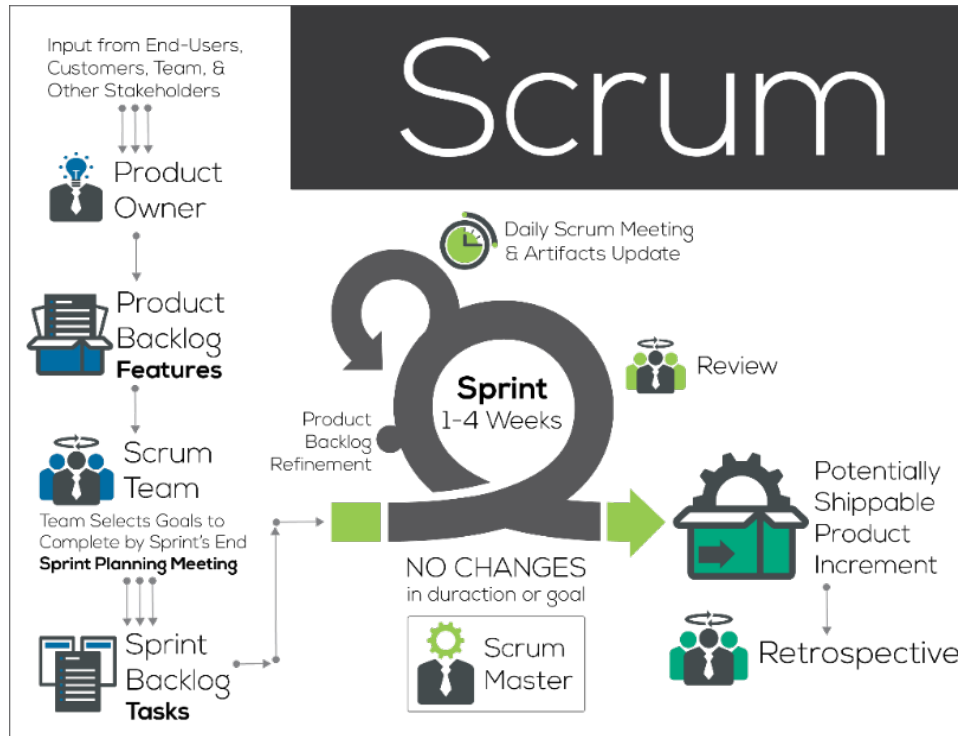 Scrum
Input from End-Users,
Customers, Team, &
Other Stakeholders
Product
Owner
Product
Backlog
Features
Scrum
Team
Team Selects Goals to
Complete by Sprint's End
Sprint Planning Meeting
Sprint
Backlog
Tasks
Daily Scrum Meeting
& Artifacts Update
Sprint
1-4 Weeks
Product
Backlog
Refinement
Review
NO CHANGES
in duraction or goal
Scrum
Master
Potentially
Shippable
Product
Increment
Retrospective